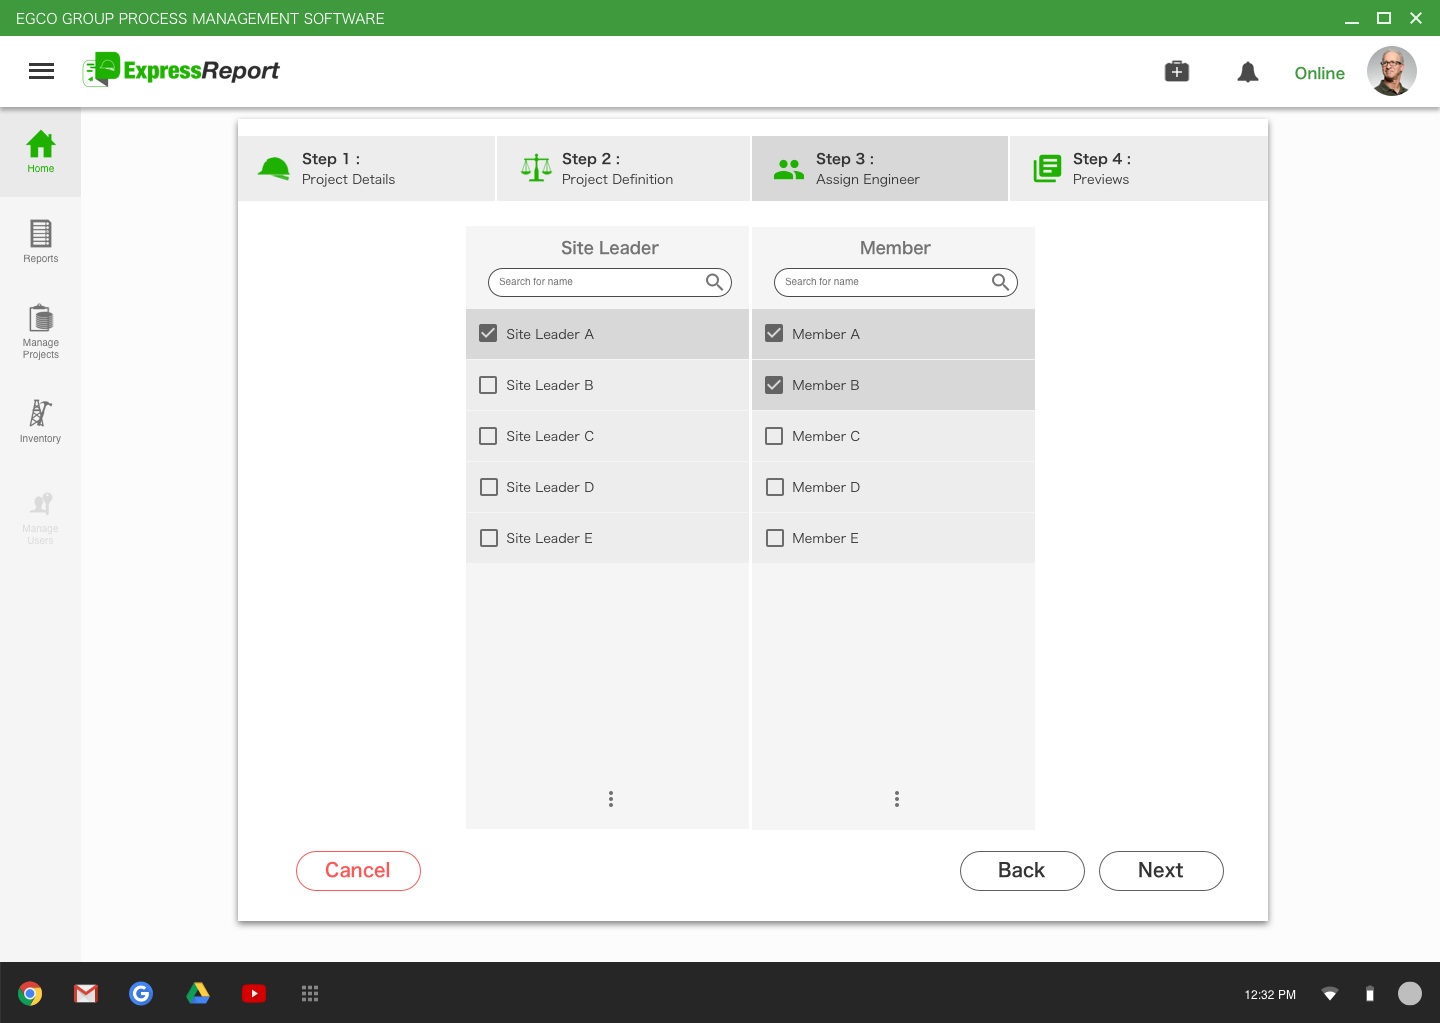 EGCO GROUP PROCESS MANAGEMENT SOFTWARE
ExpressReport
Online
Home
Reports
Manage
Projects
Inventory
Manage
Users
Step 1 :
Project Details
Step 2 :
Project Definition
Step 3 :
Assign Engineer
Step 4 :
Previews
Site Leader
Search for name
Site Leader A
Site Leader B
Site Leader C
Site Leader D
Site Leader E
Member
Search for name
Member A
Member B
Member C
Member D
Member E
Cancel
Back
Next
12:32 PM